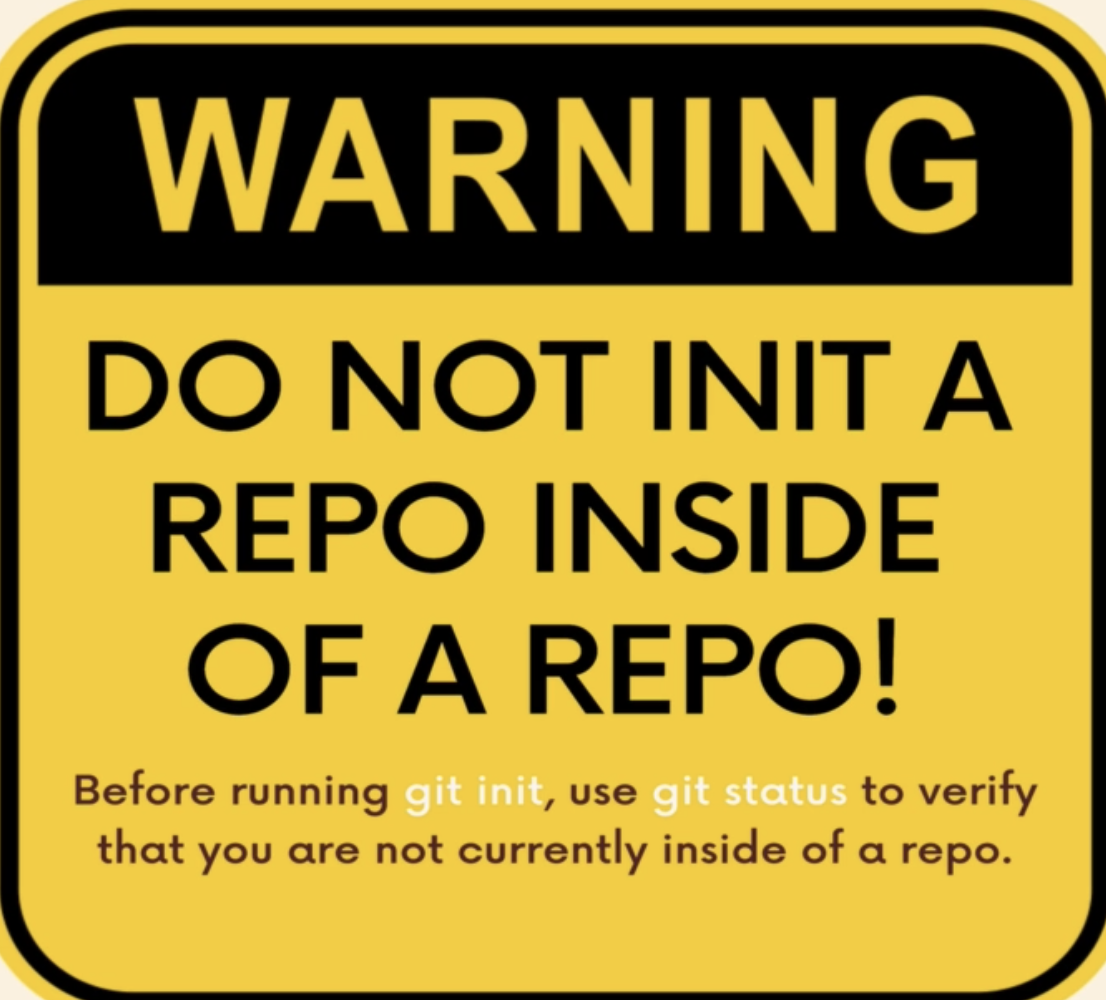 WARNING
DO NOT INIT A
REPO INSIDE
OF A REPO!
Before running git init, use git status to verify
that you are not currently inside of a repo.